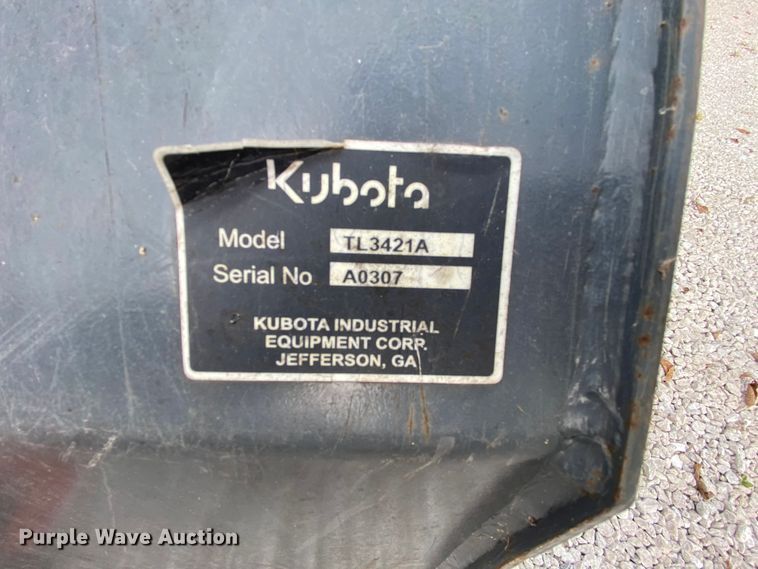 Kubota
Model TL3421A
Serial No A0307
KUBOTA INDUSTRIAL
EQUIPMENT CORP.
JEFFERSON, GA
Purple Wave Auction